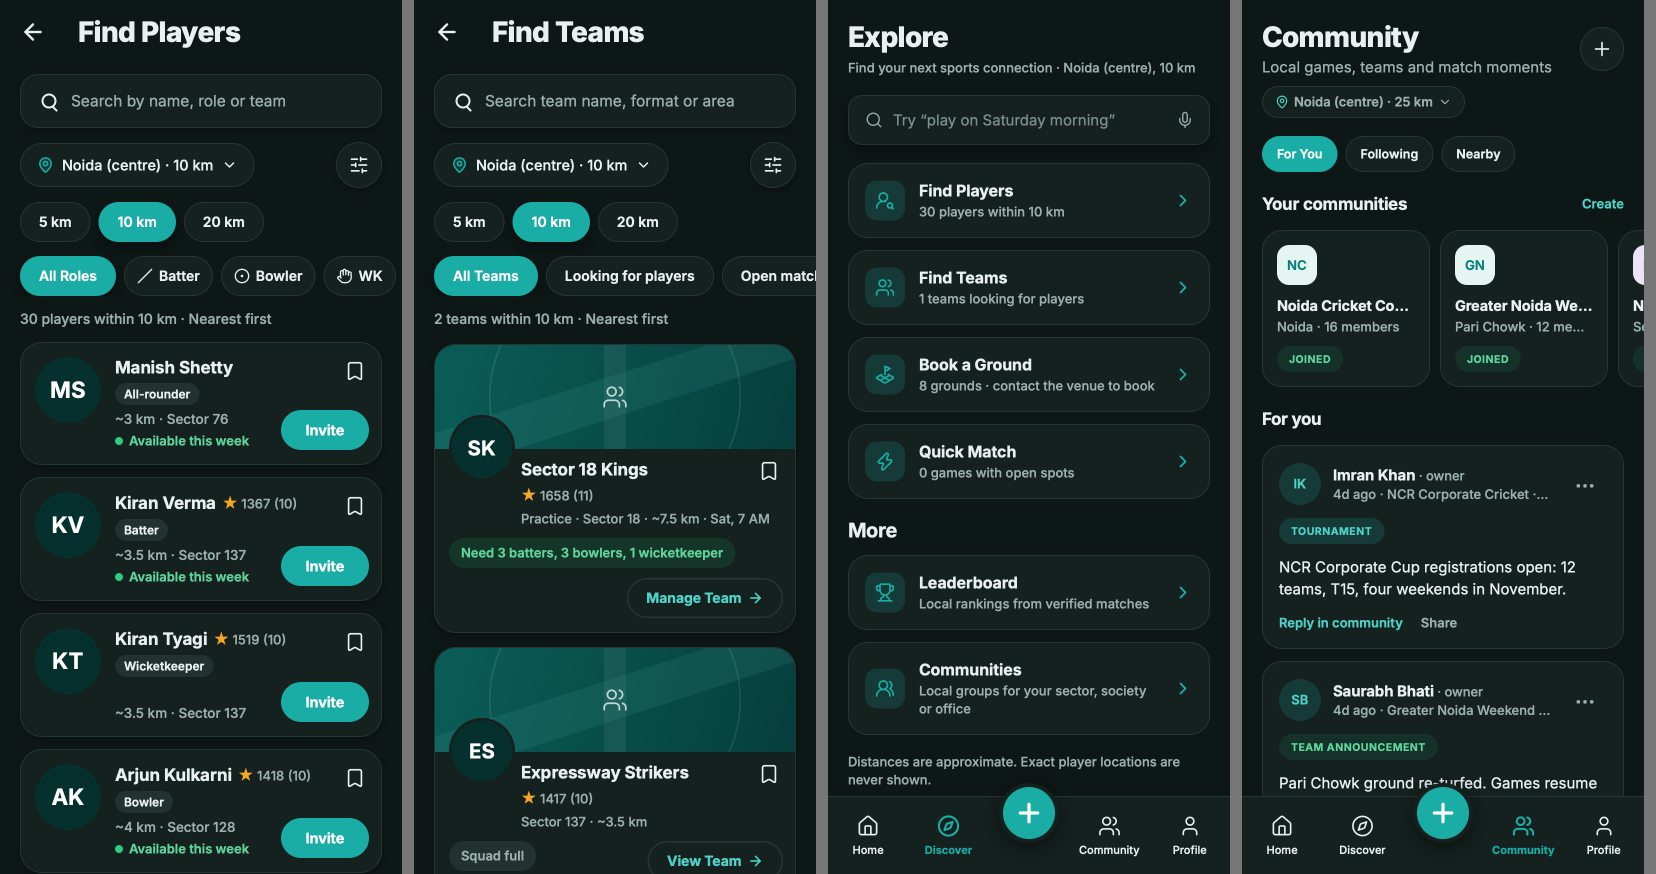 Find Players
Search by name, role or team
Noida (centre) · 10 km
5 km
10 km
20 km
All Roles
Batter
Bowler
WK
30 players within 10 km · Nearest first
MS
Manish Shetty
All-rounder
~3 km · Sector 76
Available this week
Invite
KV
Kiran Verma ★ 1367 (10)
Batter
~3.5 km · Sector 137
Available this week
Invite
KT
Kiran Tyagi ★ 1519 (10)
Wicketkeeper
~3.5 km · Sector 137
Invite
AK
Arjun Kulkarni ★ 1418 (10)
Bowler
~4 km · Sector 128
Available this week
Invite
Find Teams
Search team name, format or area
Noida (centre) · 10 km
5 km
10 km
20 km
All Teams
Looking for players
Open matc
2 teams within 10 km · Nearest first
SK
Sector 18 Kings
★ 1658 (11)
Practice · Sector 18 · ~7.5 km · Sat, 7 AM
Need 3 batters, 3 bowlers, 1 wicketkeeper
Manage Team →
ES
Expressway Strikers
★ 1417 (10)
Sector 137 · ~3.5 km
Squad full
View Team →
Explore
Find your next sports connection · Noida (centre), 10 km
Try “play on Saturday morning”
Find Players
30 players within 10 km
Find Teams
1 teams looking for players
Book a Ground
8 grounds · contact the venue to book
Quick Match
0 games with open spots
More
Leaderboard
Local rankings from verified matches
Communities
Local groups for your sector, society
or office
Distances are approximate. Exact player locations are
never shown.
Home
Discover
Community
Profile
Community
Local games, teams and match moments
Noida (centre) · 25 km
For You
Following
Nearby
Your communities
Create
NC
Noida Cricket Co...
Noida · 16 members
JOINED
GN
Greater Noida We...
Pari Chowk · 12 me...
JOINED
For you
IK
Imran Khan · owner
4d ago · NCR Corporate Cricket ·...
TOURNAMENT
NCR Corporate Cup registrations open: 12
teams, T15, four weekends in November.
Reply in community
Share
SB
Saurabh Bhati · owner
4d ago · Greater Noida Weekend ...
TEAM ANNOUNCEMENT
Pari Chowk ground re-turfed. Games resume
Home
Discover
Community
Profile